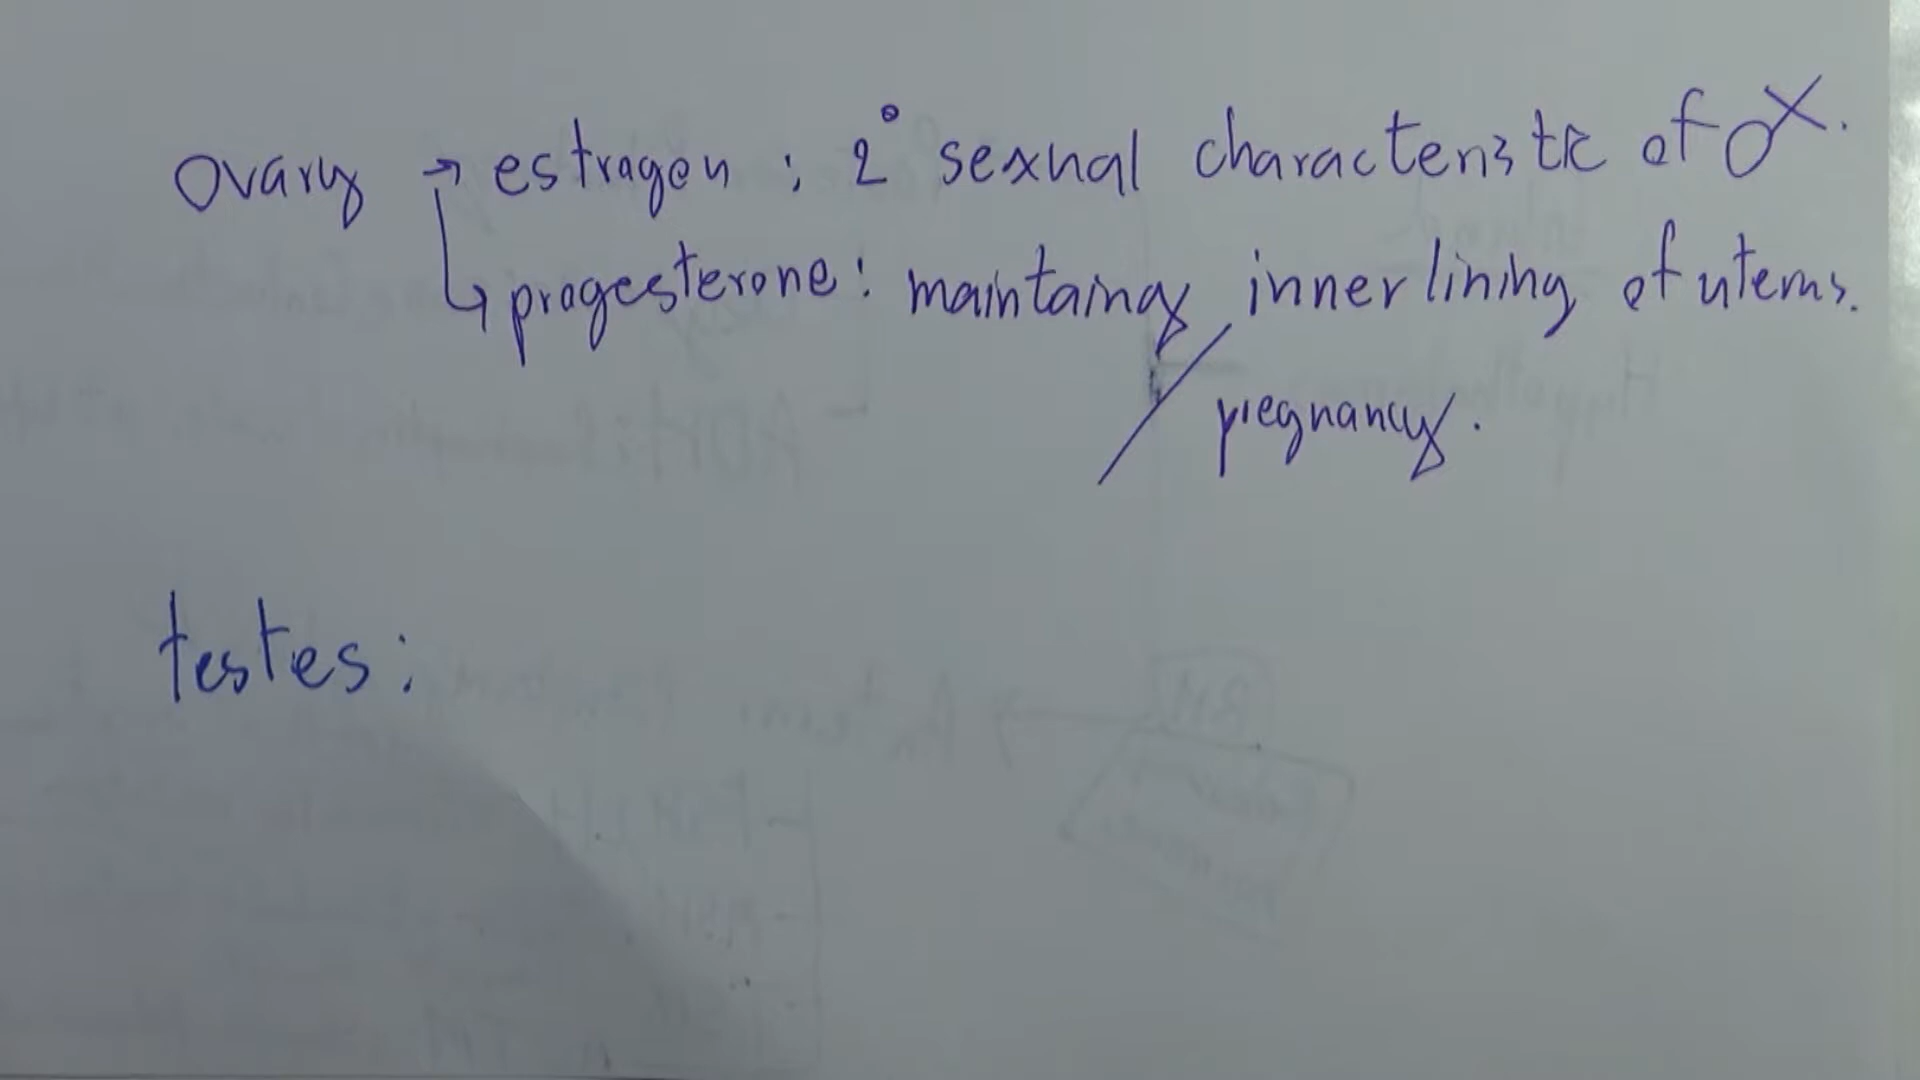 Ovary → estrogen : 2° sexual characteristic of ♀.
↳ progesterone : maintaing inner lining of uterus.
/ pregnancy.
testes :